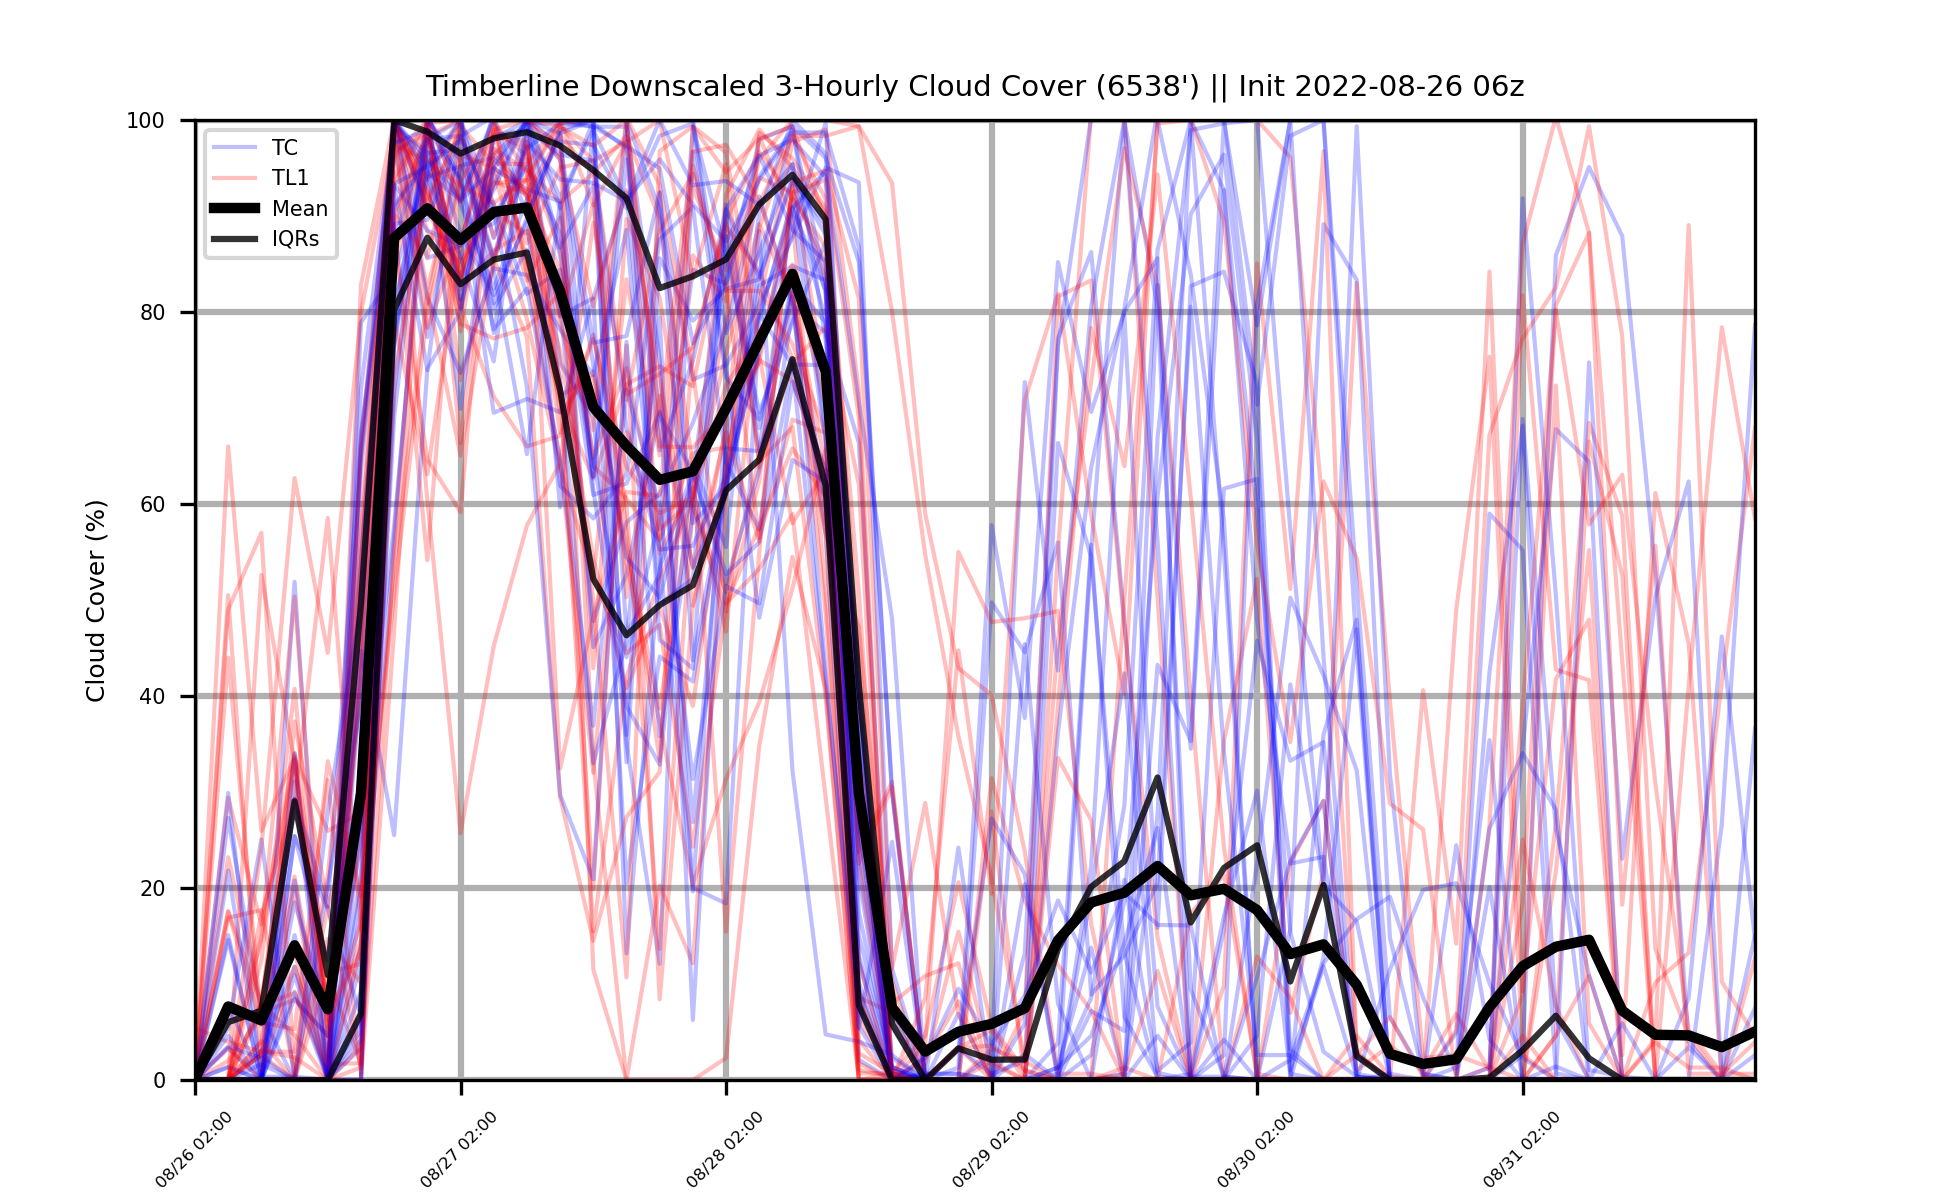 Timberline Downscaled 3-Hourly Cloud Cover (6538') || Init 2022-08-26 06z
Cloud Cover (%)
100
80
60
40
20
0
TC
TL1
Mean
IQRs
08/26 02:00
08/27 02:00
08/28 02:00
08/29 02:00
08/30 02:00
08/31 02:00